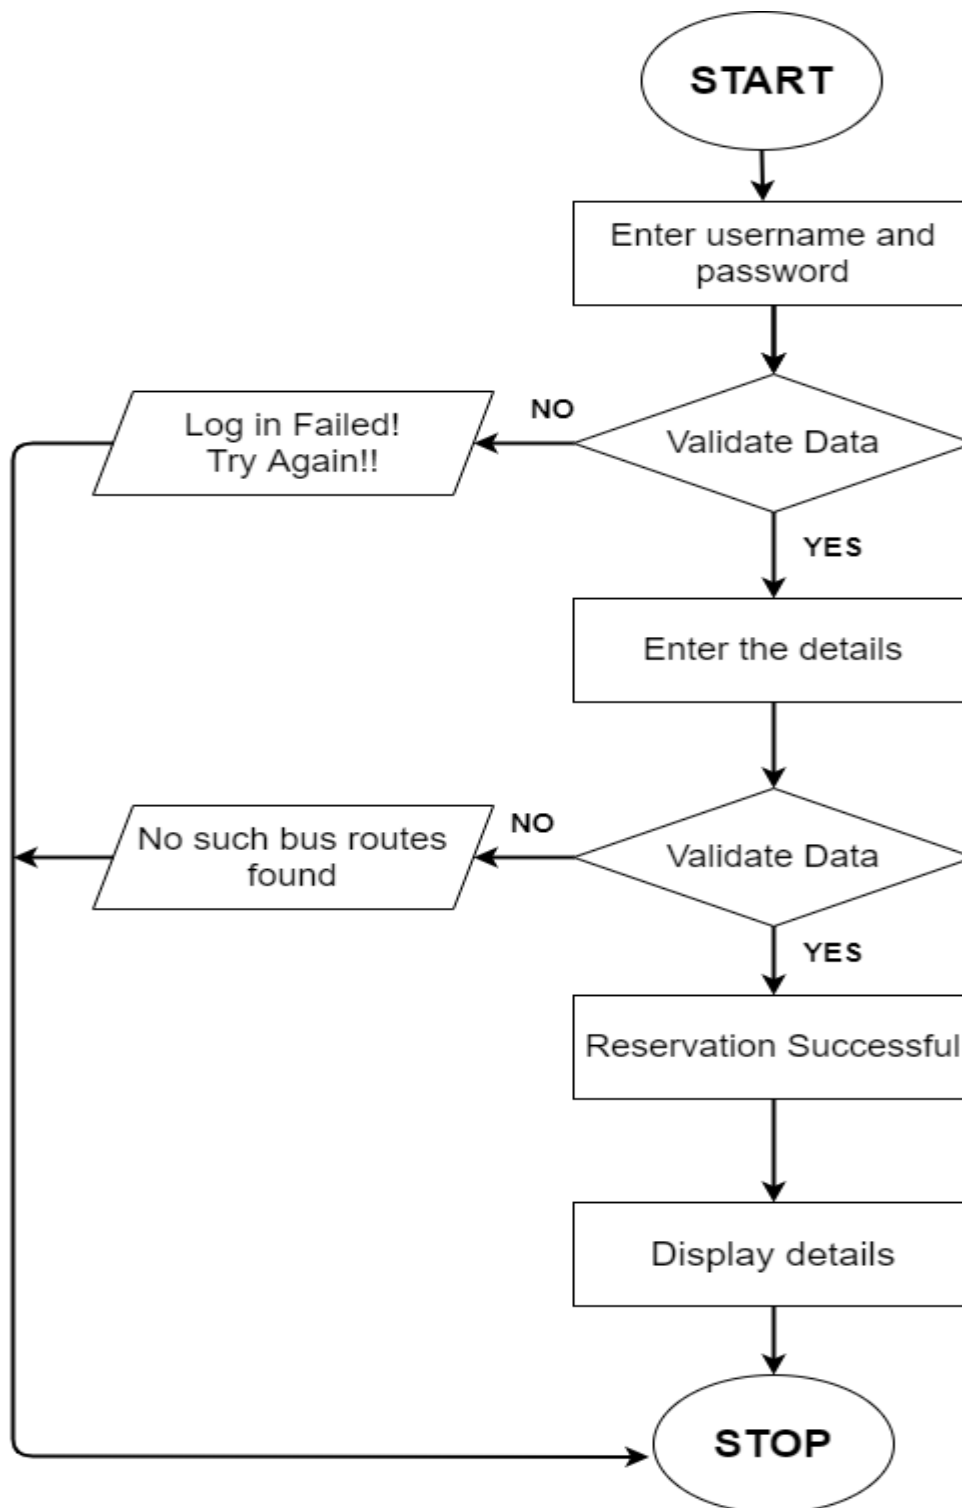 START
Enter username and
password
NO
Log in Failed!
Try Again!!
Validate Data
YES
Enter the details
NO
No such bus routes
found
Validate Data
YES
Reservation Successful
Display details
STOP